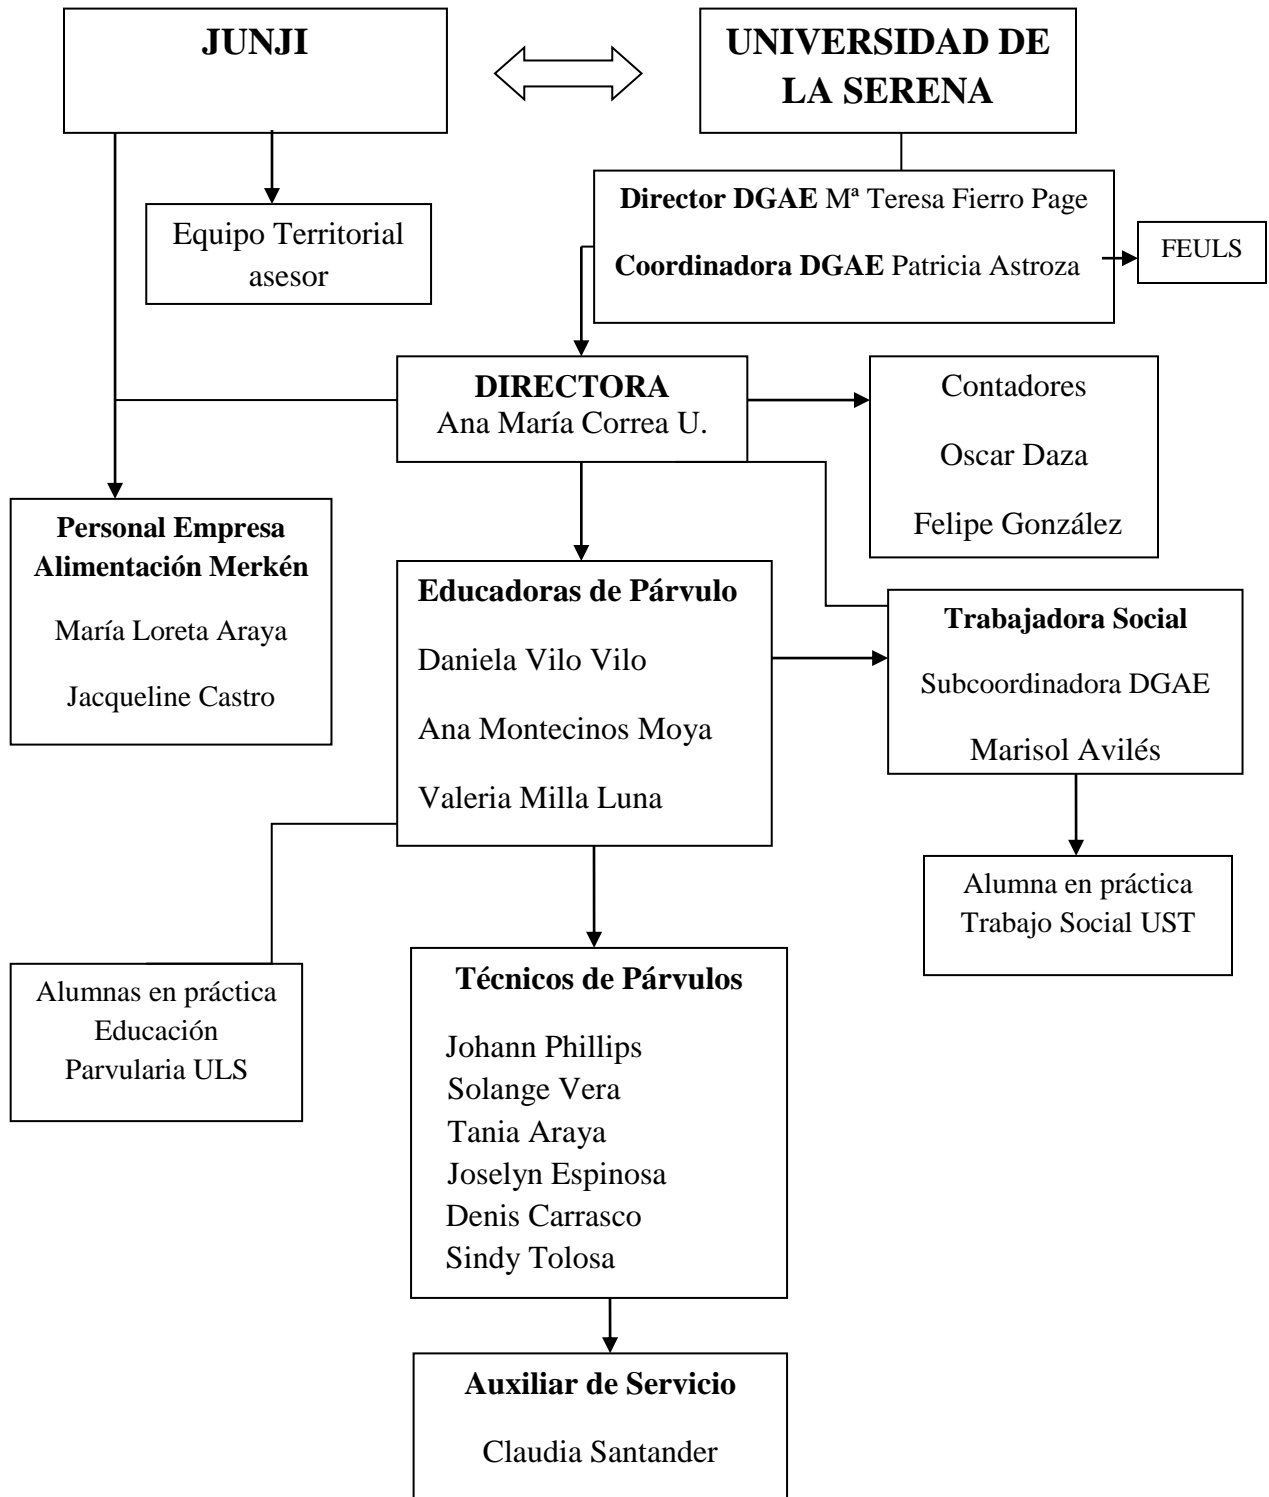 JUNJI
UNIVERSIDAD DE
LA SERENA
Director DGAE Mª Teresa Fierro Page
Coordinadora DGAE Patricia Astroza
FEULS
Equipo Territorial
asesor
DIRECTORA
Ana María Correa U.
Contadores
Oscar Daza
Felipe González
Personal Empresa
Alimentación Merkén
María Loreta Araya
Jacqueline Castro
Educadoras de Párvulo
Daniela Vilo Vilo
Ana Montecinos Moya
Valeria Milla Luna
Trabajadora Social
Subcoordinadora DGAE
Marisol Avilés
Alumna en práctica
Trabajo Social UST
Alumnas en práctica
Educación
Parvularia ULS
Técnicos de Párvulos
Johann Phillips
Solange Vera
Tania Araya
Joselyn Espinosa
Denis Carrasco
Sindy Tolosa
Auxiliar de Servicio
Claudia Santander